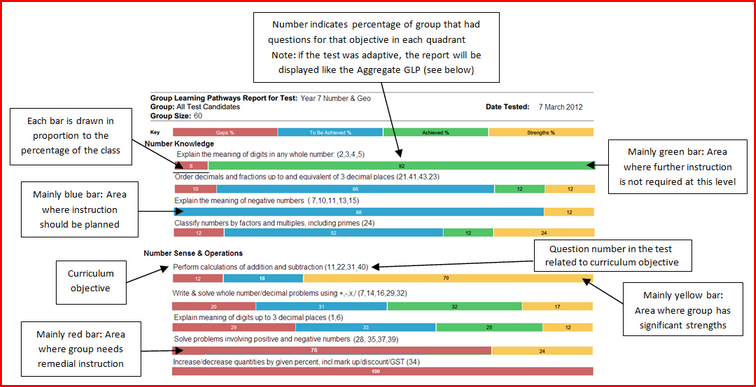 Number indicates percentage of group that had
questions for that objective in each quadrant
Note: if the test was adaptive, the report will be
displayed like the Aggregate GLP (see below)
Group Learning Pathways Report for Test: Year 7 Number & Geo
Group: All Test Candidates
Date Tested: 7 March 2012
Group Size: 60
Each bar is drawn in
proportion to the
percentage of the class
Key
Gaps %
To Be Achieved %
Achieved %
Strengths %
Number Knowledge
Explain the meaning of digits in any whole number: (2,3,4,5)
8 92
Mainly green bar: Area
where further instruction
is not required at this level
Order decimals and fractions up to and equivalent of 3 decimal places (21,41,43.23)
10 66 12 12
Mainly blue bar: Area
where instruction
should be planned
Explain the meaning of negative numbers (7,10,11,13,15)
88 12
Classify numbers by factors and multiples, including primes (24)
12 52 12 24
Number Sense & Operations
Question number in the test
related to curriculum objective
Curriculum
objective
Perform calculations of addition and subtraction (11,22,31,40)
12 18 70
Write & solve whole number/decimal problems using +,-,x,/ (7,14,16,29,32)
20 31 32 17
Mainly yellow bar:
Area where group has
significant strengths
Explain meaning of digits up to 3 decimal places (1,6)
29 33 25 12
Mainly red bar: Area
where group needs
remedial instruction
Solve problems involving positive and negative numbers (28, 35,37,39)
76 24
Increase/decrease quantities by given percent, incl mark up/discount/GST (34)
100